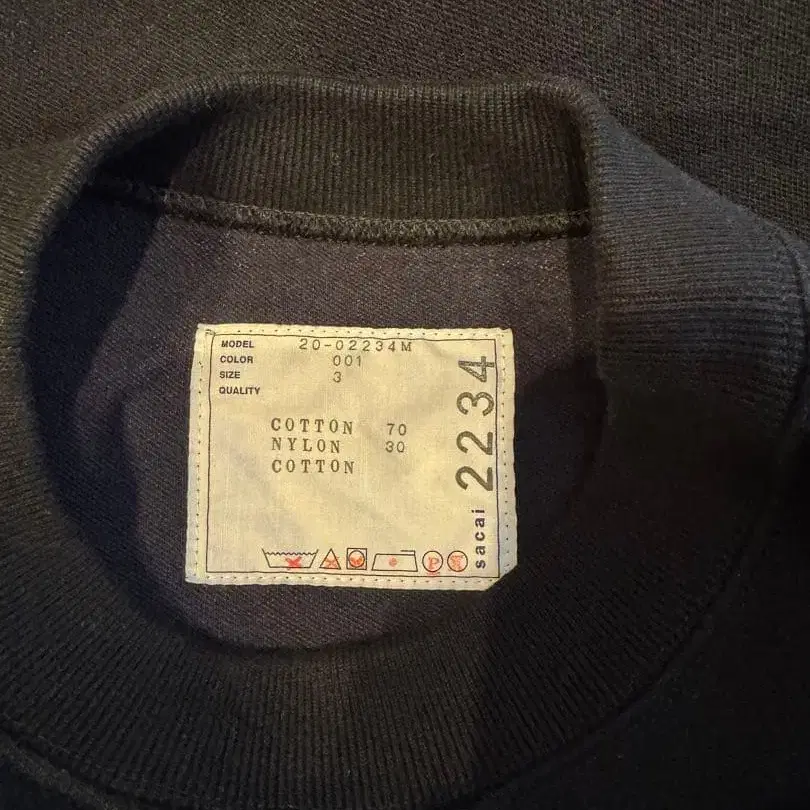 MODEL 20-02234M
COLOR 001
SIZE 3
QUALITY
COTTON 70
NYLON 30
COTTON
sacai 2234
P